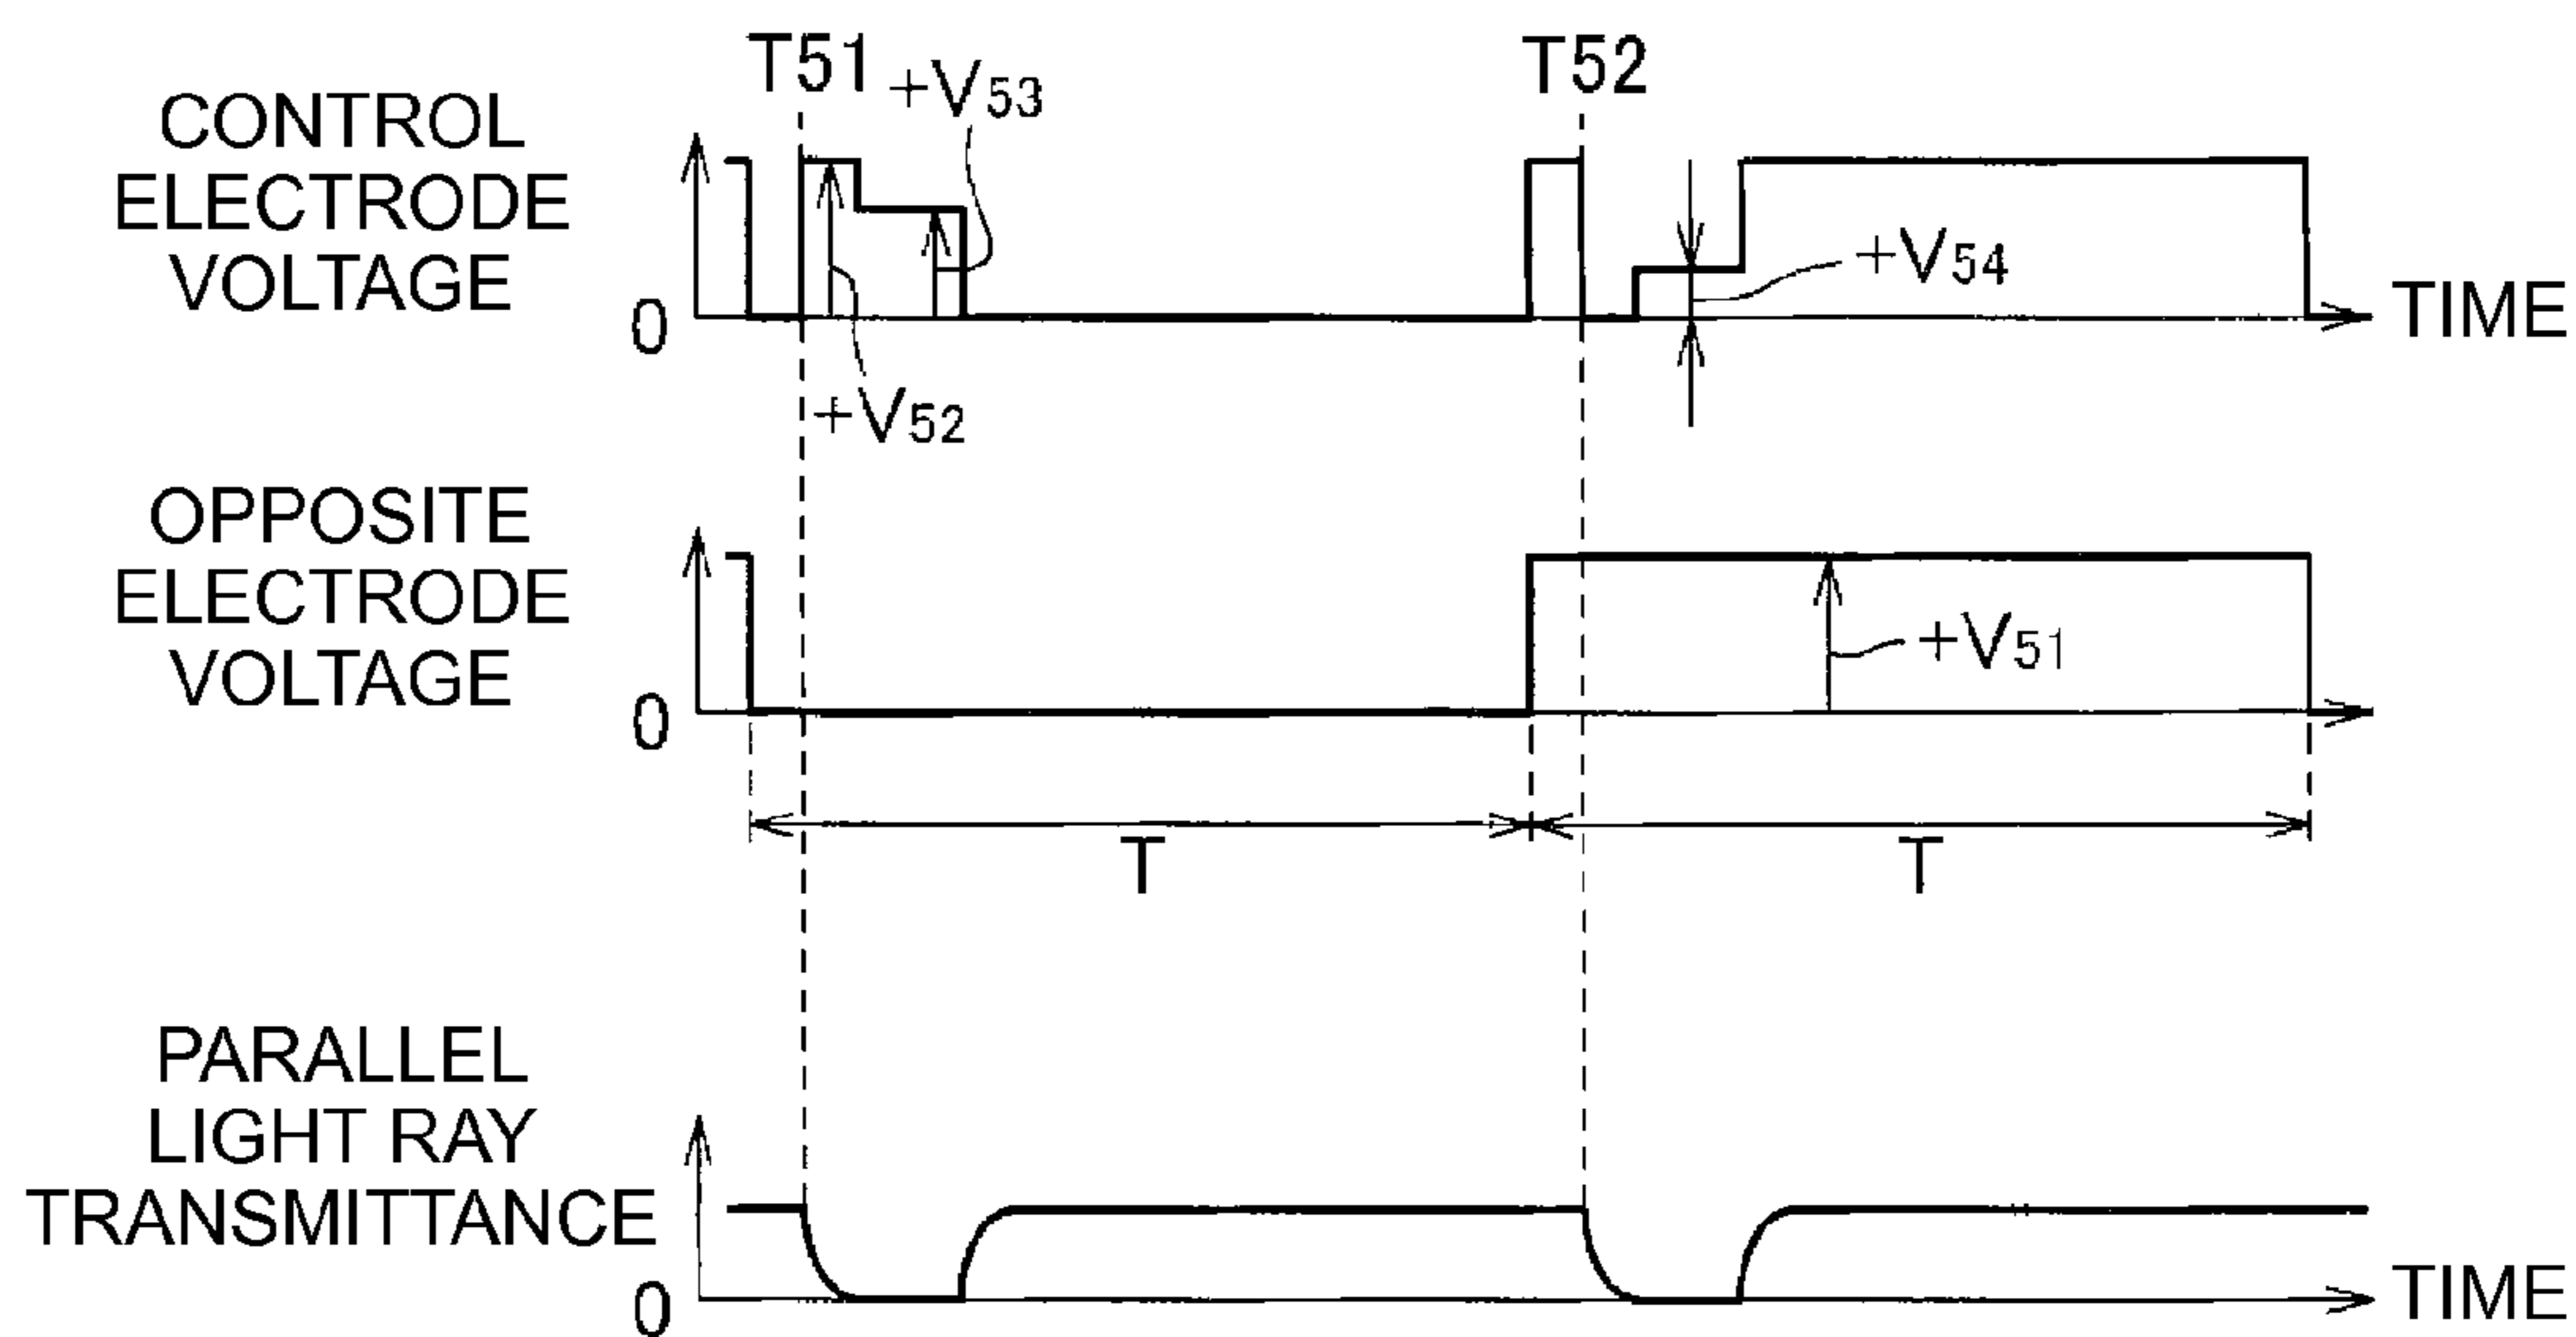 T51
+V53
T52
CONTROL
ELECTRODE
VOLTAGE
+V54
0
TIME
+V52
OPPOSITE
ELECTRODE
VOLTAGE
+V51
0
T
T
PARALLEL
LIGHT RAY
TRANSMITTANCE
0
TIME